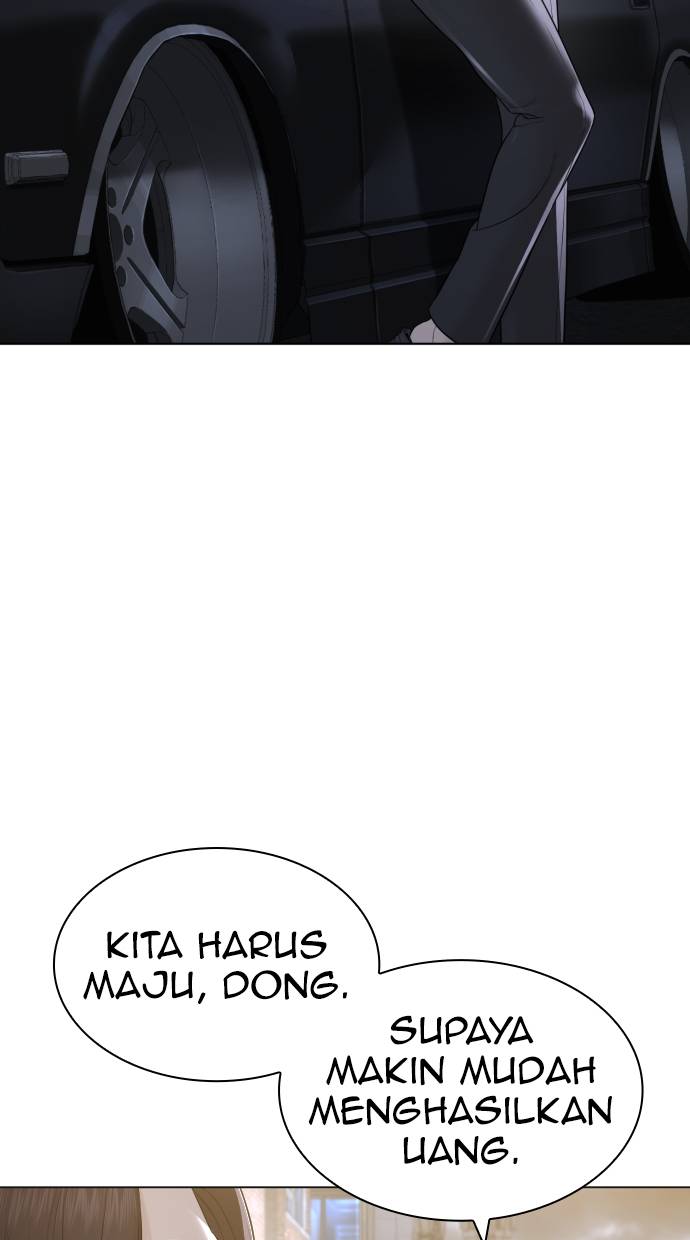 KITA HARUS
MAJU, DONG.
SUPAYA
MAKIN MUDAH
MENGHASILKAN
UANG.